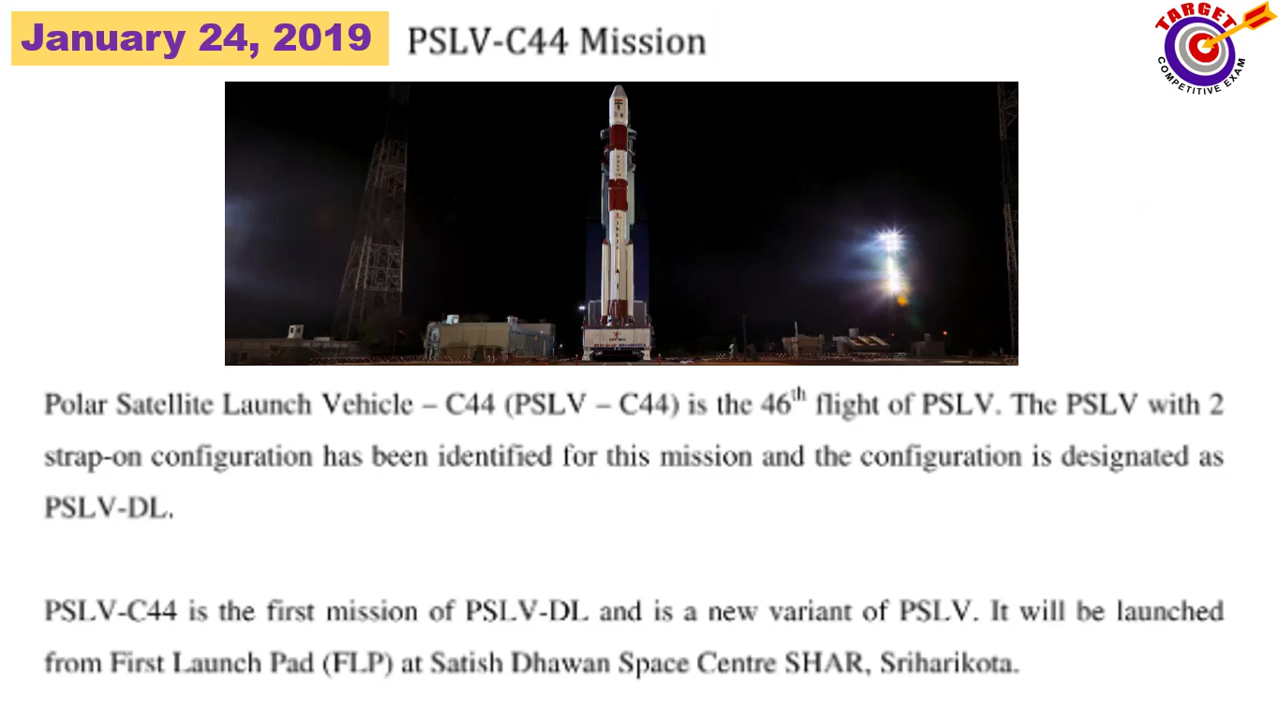 January 24, 2019
PSLV-C44 Mission
TARGET
COMPETITIVE EXAM
Polar Satellite Launch Vehicle – C44 (PSLV – C44) is the 46th flight of PSLV. The PSLV with 2
strap-on configuration has been identified for this mission and the configuration is designated as
PSLV-DL.
PSLV-C44 is the first mission of PSLV-DL and is a new variant of PSLV. It will be launched
from First Launch Pad (FLP) at Satish Dhawan Space Centre SHAR, Sriharikota.